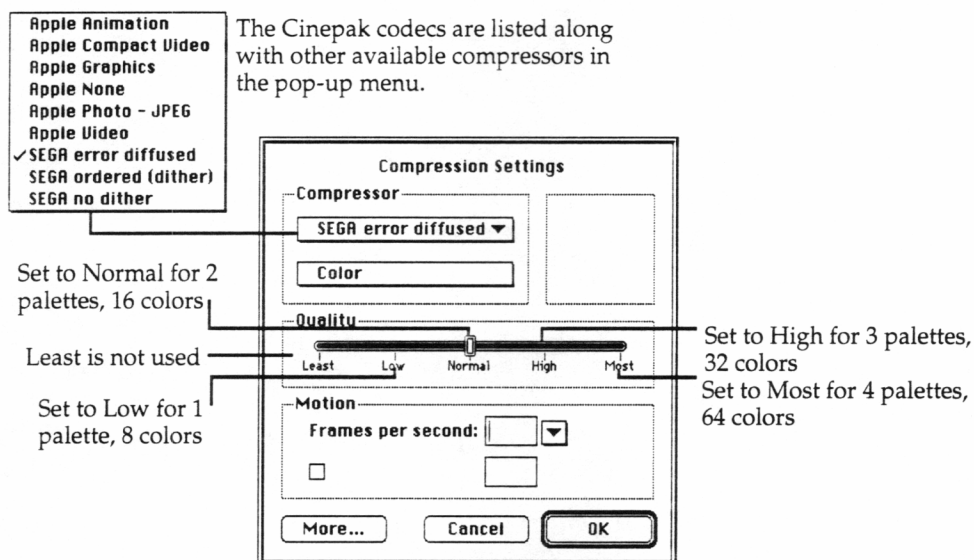 Apple Animation
Apple Compact Video
Apple Graphics
Apple None
Apple Photo - JPEG
Apple Video
✓SEGA error diffused
SEGA ordered (dither)
SEGA no dither
The Cinepak codecs are listed along
with other available compressors in
the pop-up menu.
Compression Settings
Compressor
SEGA error diffused ▼
Color
Set to Normal for 2
palettes, 16 colors
Quality
Least Low Normal High Most
Least is not used
Set to Low for 1
palette, 8 colors
Set to High for 3 palettes,
32 colors
Set to Most for 4 palettes,
64 colors
Motion
Frames per second:
More...
Cancel
OK